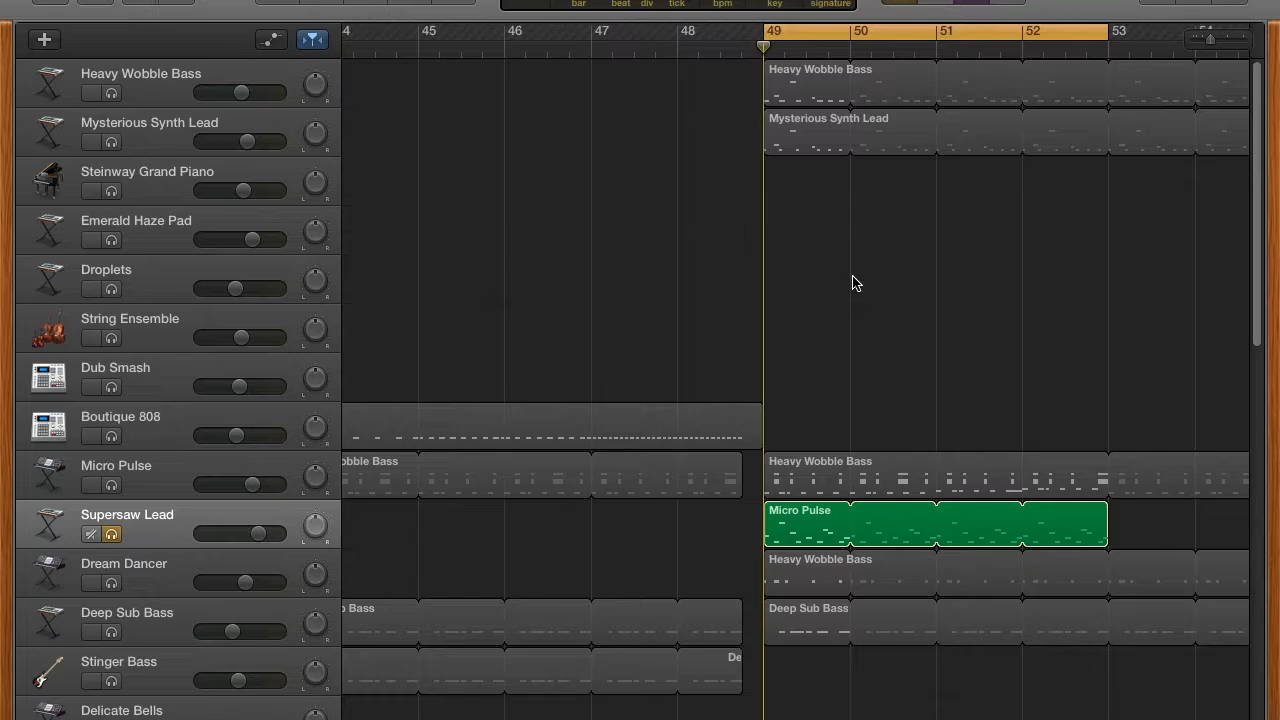 bar beat div tick bpm key signature
4 45 46 47 48 49 50 51 52 53
Heavy Wobble Bass
Heavy Wobble Bass
L R
Mysterious Synth Lead
Mysterious Synth Lead
L R
Steinway Grand Piano
L R
Emerald Haze Pad
L R
Droplets
L R
String Ensemble
L R
Dub Smash
L R
Boutique 808
L R
Micro Pulse
obble Bass
Heavy Wobble Bass
L R
Supersaw Lead
Micro Pulse
L R
Dream Dancer
Heavy Wobble Bass
L R
Deep Sub Bass
b Bass
Deep Sub Bass
L R
Stinger Bass
De
L R
Delicate Bells